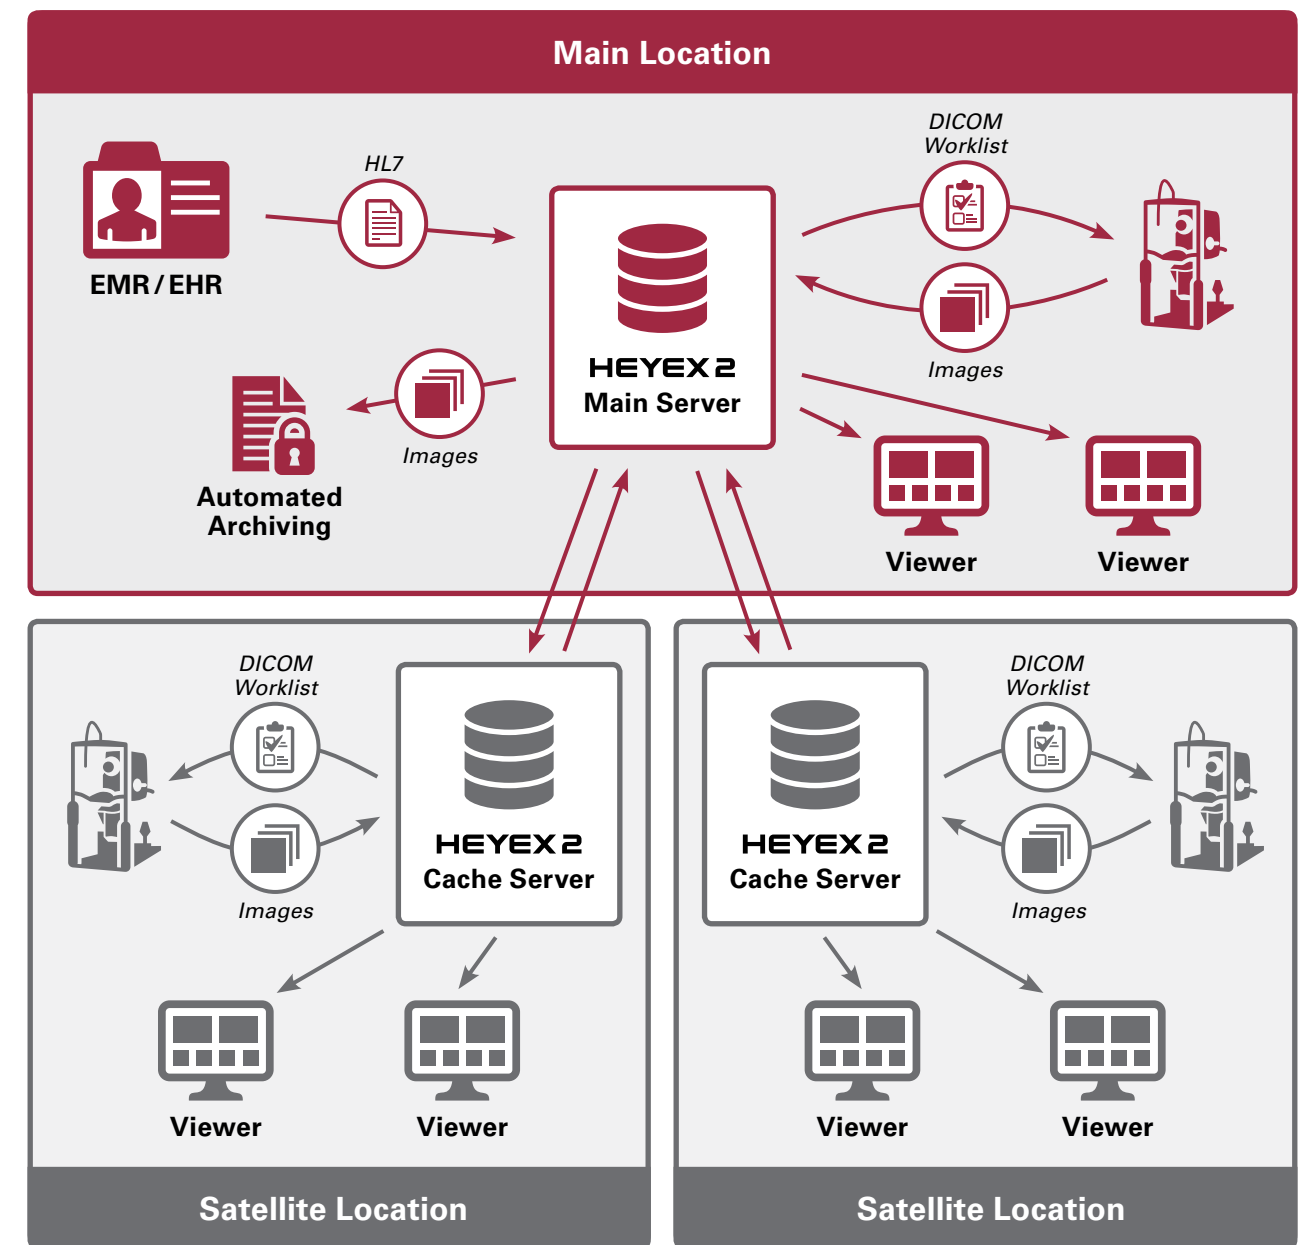 Main Location
DICOM
Worklist
HL7
EMR / EHR
Images
HEYEX 2
Main Server
Images
Automated
Archiving
Viewer
Viewer
DICOM
Worklist
HEYEX 2
Cache Server
Images
Viewer
Viewer
Satellite Location
DICOM
Worklist
HEYEX 2
Cache Server
Images
Viewer
Viewer
Satellite Location